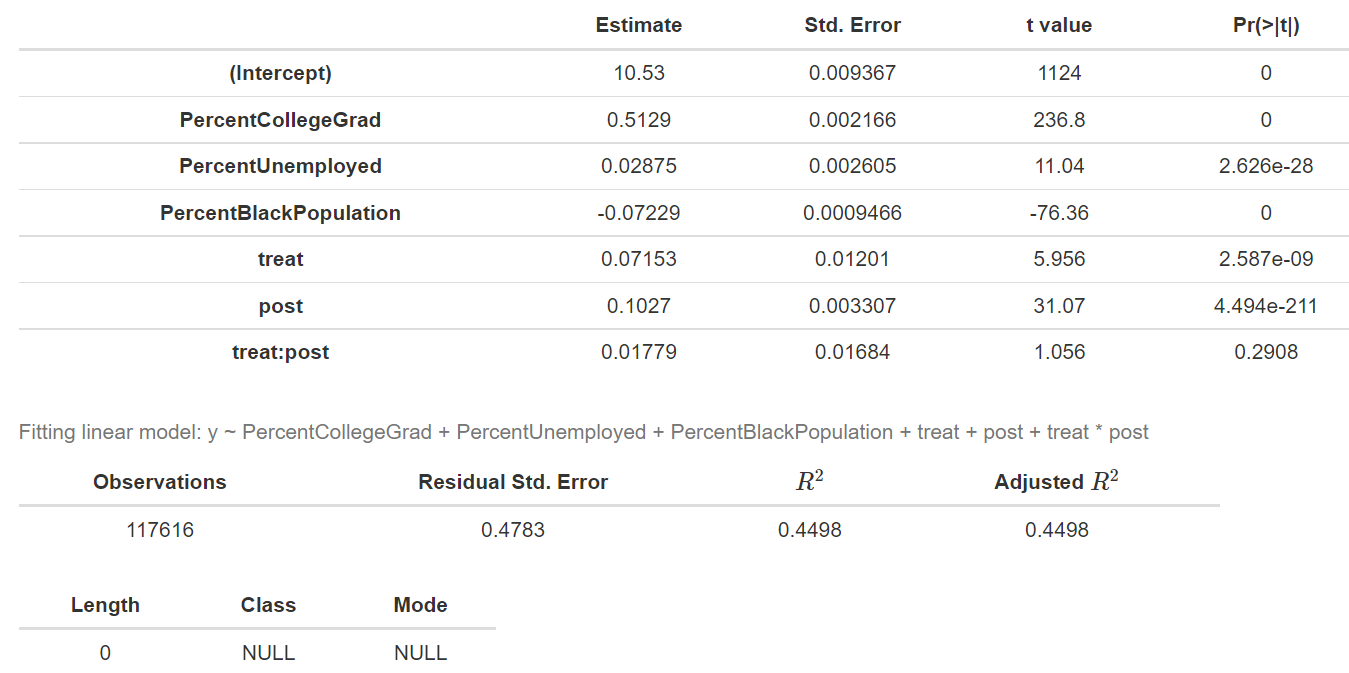 Estimate Std. Error t value Pr(>|t|)
(Intercept) 10.53 0.009367 1124 0
PercentCollegeGrad 0.5129 0.002166 236.8 0
PercentUnemployed 0.02875 0.002605 11.04 2.626e-28
PercentBlackPopulation -0.07229 0.0009466 -76.36 0
treat 0.07153 0.01201 5.956 2.587e-09
post 0.1027 0.003307 31.07 4.494e-211
treat:post 0.01779 0.01684 1.056 0.2908
Fitting linear model: y ~ PercentCollegeGrad + PercentUnemployed + PercentBlackPopulation + treat + post + treat * post
Observations Residual Std. Error R² Adjusted R²
117616 0.4783 0.4498 0.4498
Length Class Mode
0 NULL NULL